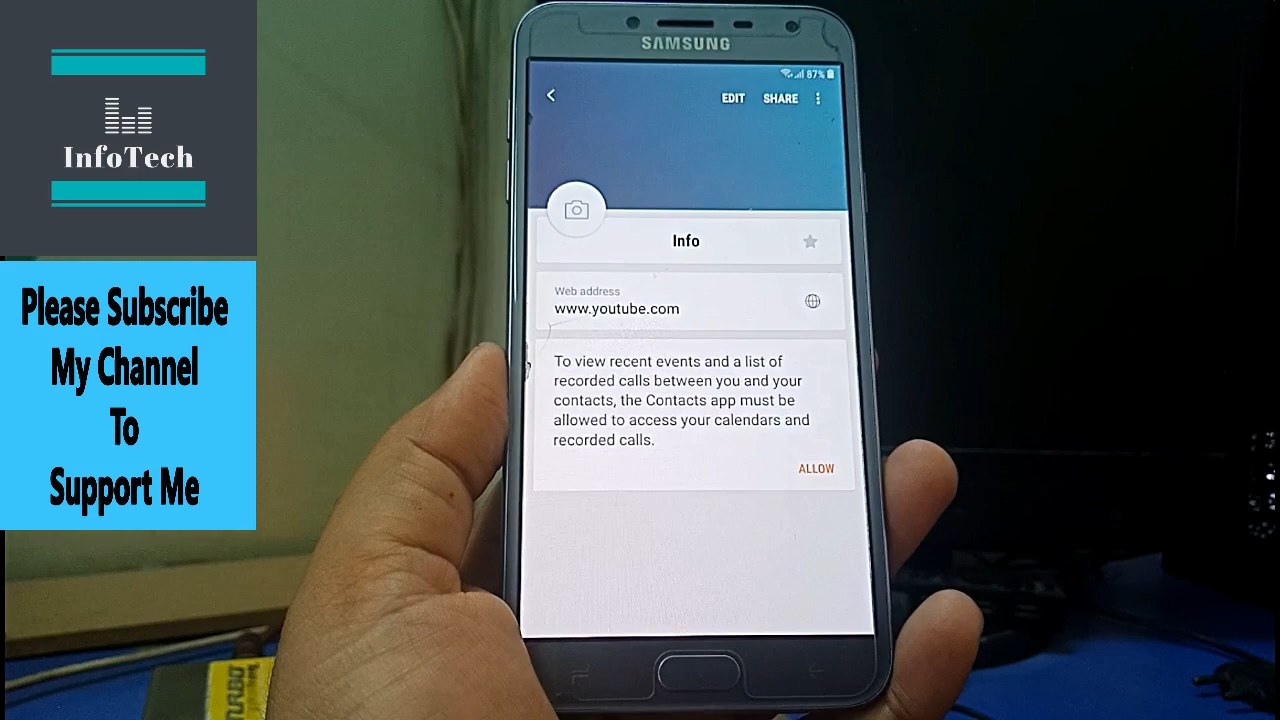 InfoTech
Please Subscribe
My Channel
To
Support Me
SAMSUNG
87%
EDIT SHARE
Info
Web address
www.youtube.com
To view recent events and a list of
recorded calls between you and your
contacts, the Contacts app must be
allowed to access your calendars and
recorded calls.
ALLOW
TURBO